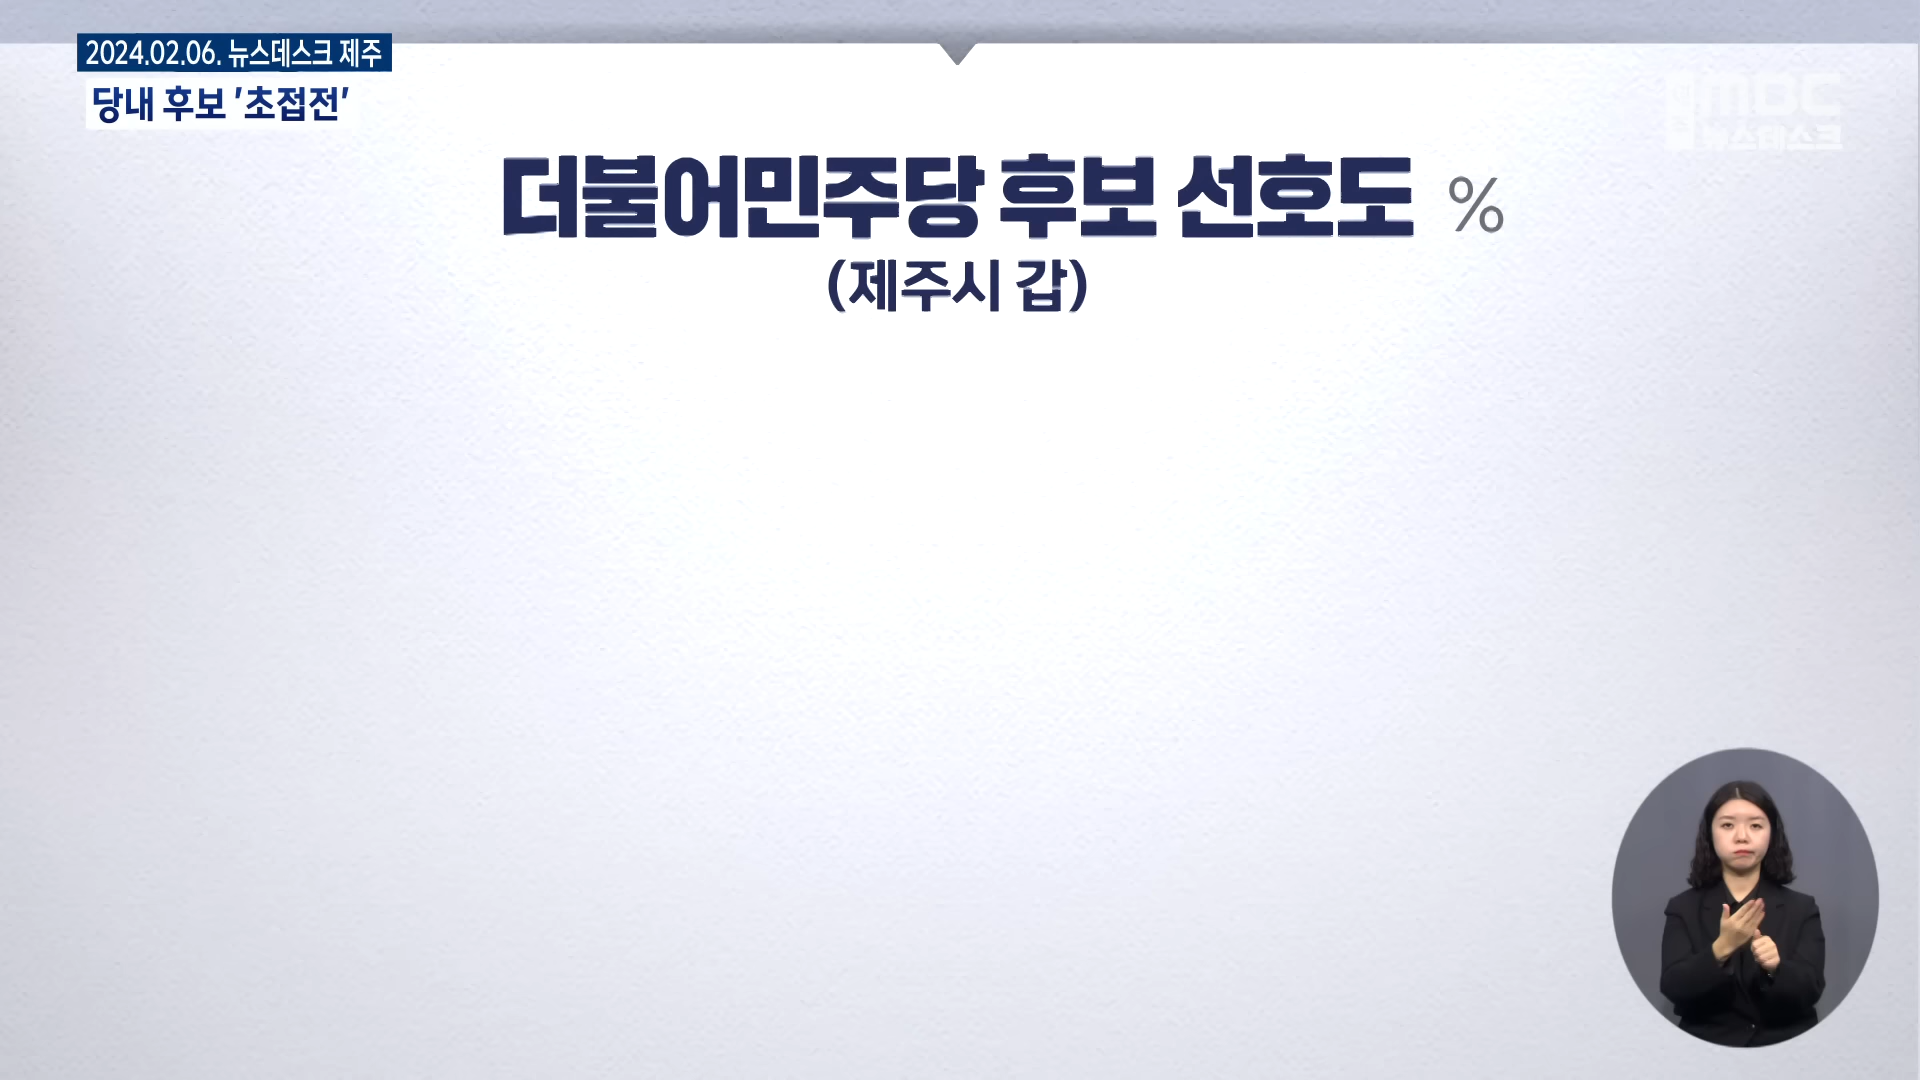 2024.02.06. 뉴스데스크 제주
당내 후보 '초접전'
mBC
뉴스데스크
더불어민주당 후보 선호도 %
(제주시 갑)